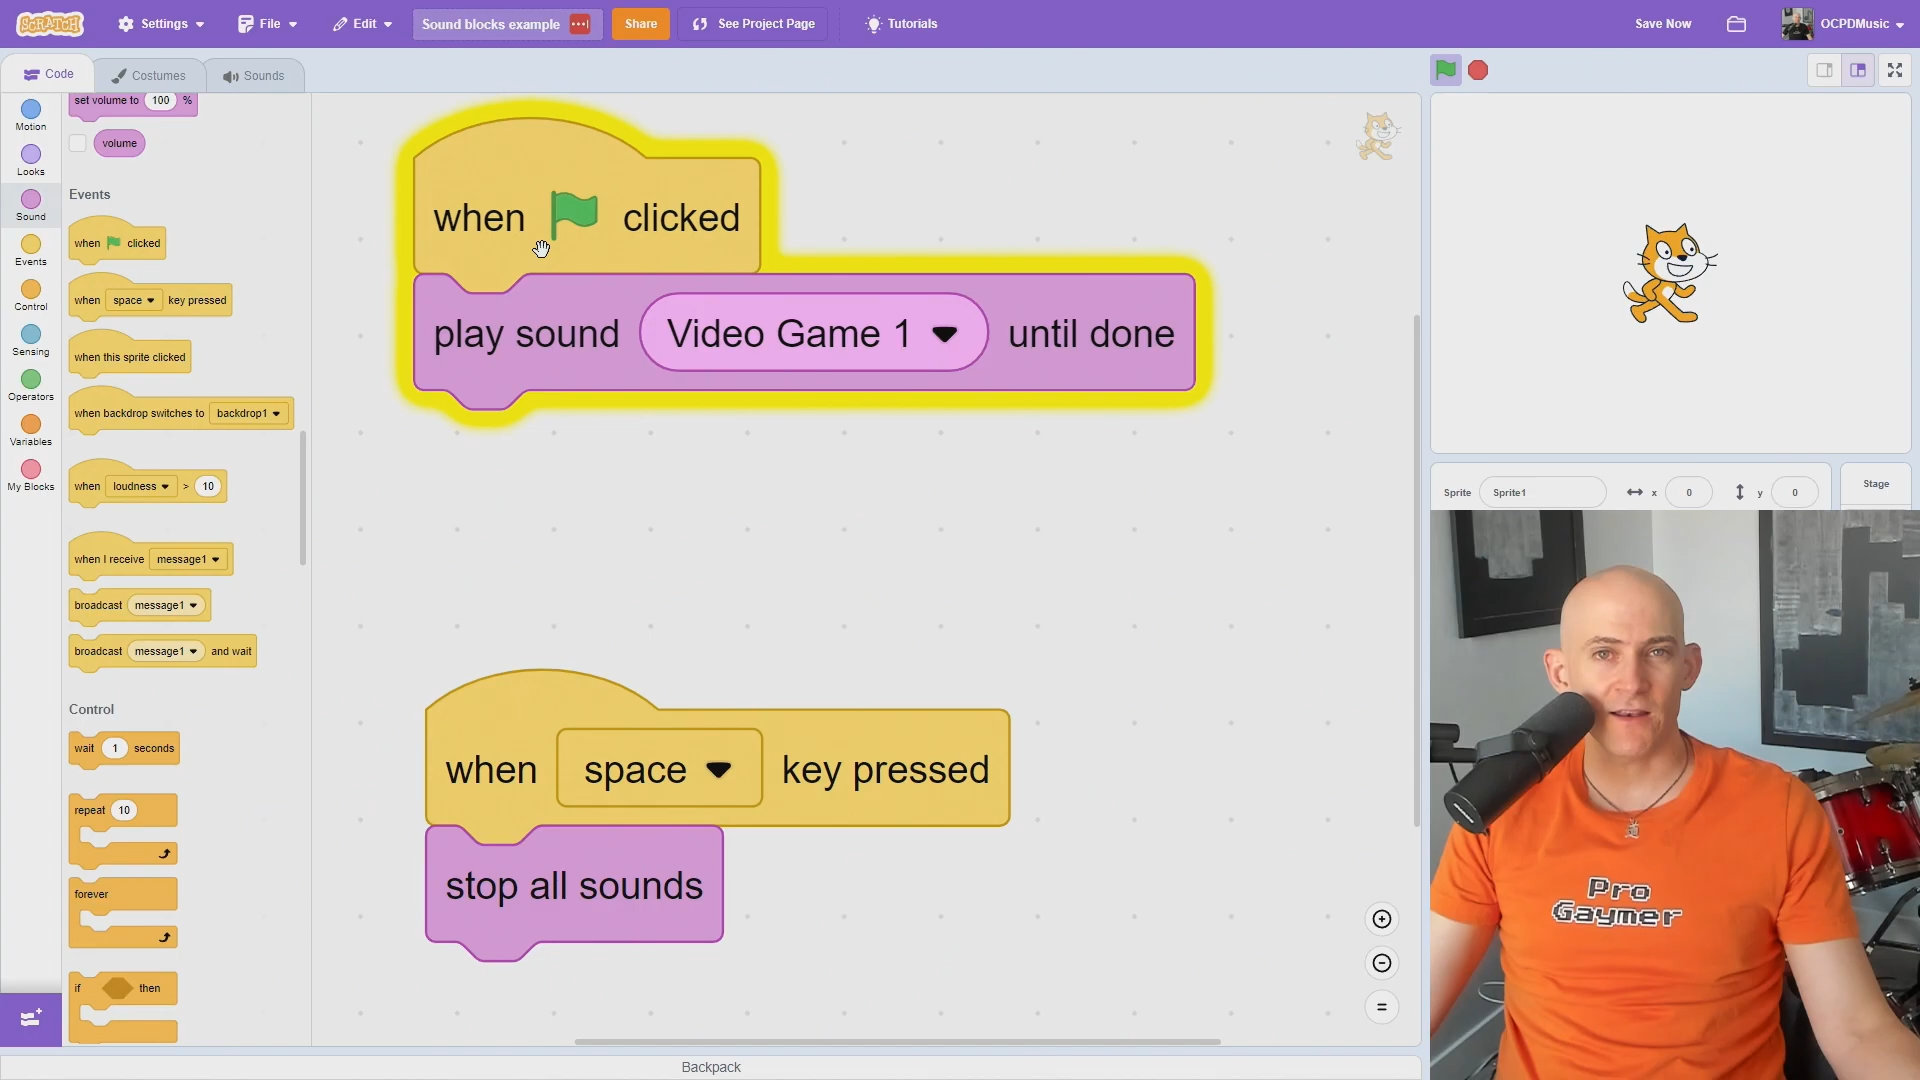 SCRATCH
Settings
File
Edit
Sound blocks example
Share
See Project Page
Tutorials
Save Now
OCPDMusic
Code
Costumes
Sounds
Motion
Looks
Sound
Events
Control
Sensing
Operators
Variables
My Blocks
set volume to 100 %
volume
Events
when clicked
when space key pressed
when this sprite clicked
when backdrop switches to backdrop1
when loudness > 10
when I receive message1
broadcast message1
broadcast message1 and wait
Control
wait 1 seconds
repeat 10
forever
if then
when clicked
play sound Video Game 1 until done
when space key pressed
stop all sounds
Backpack
Sprite Sprite1 x 0 y 0
Stage
Pro
Gaymer